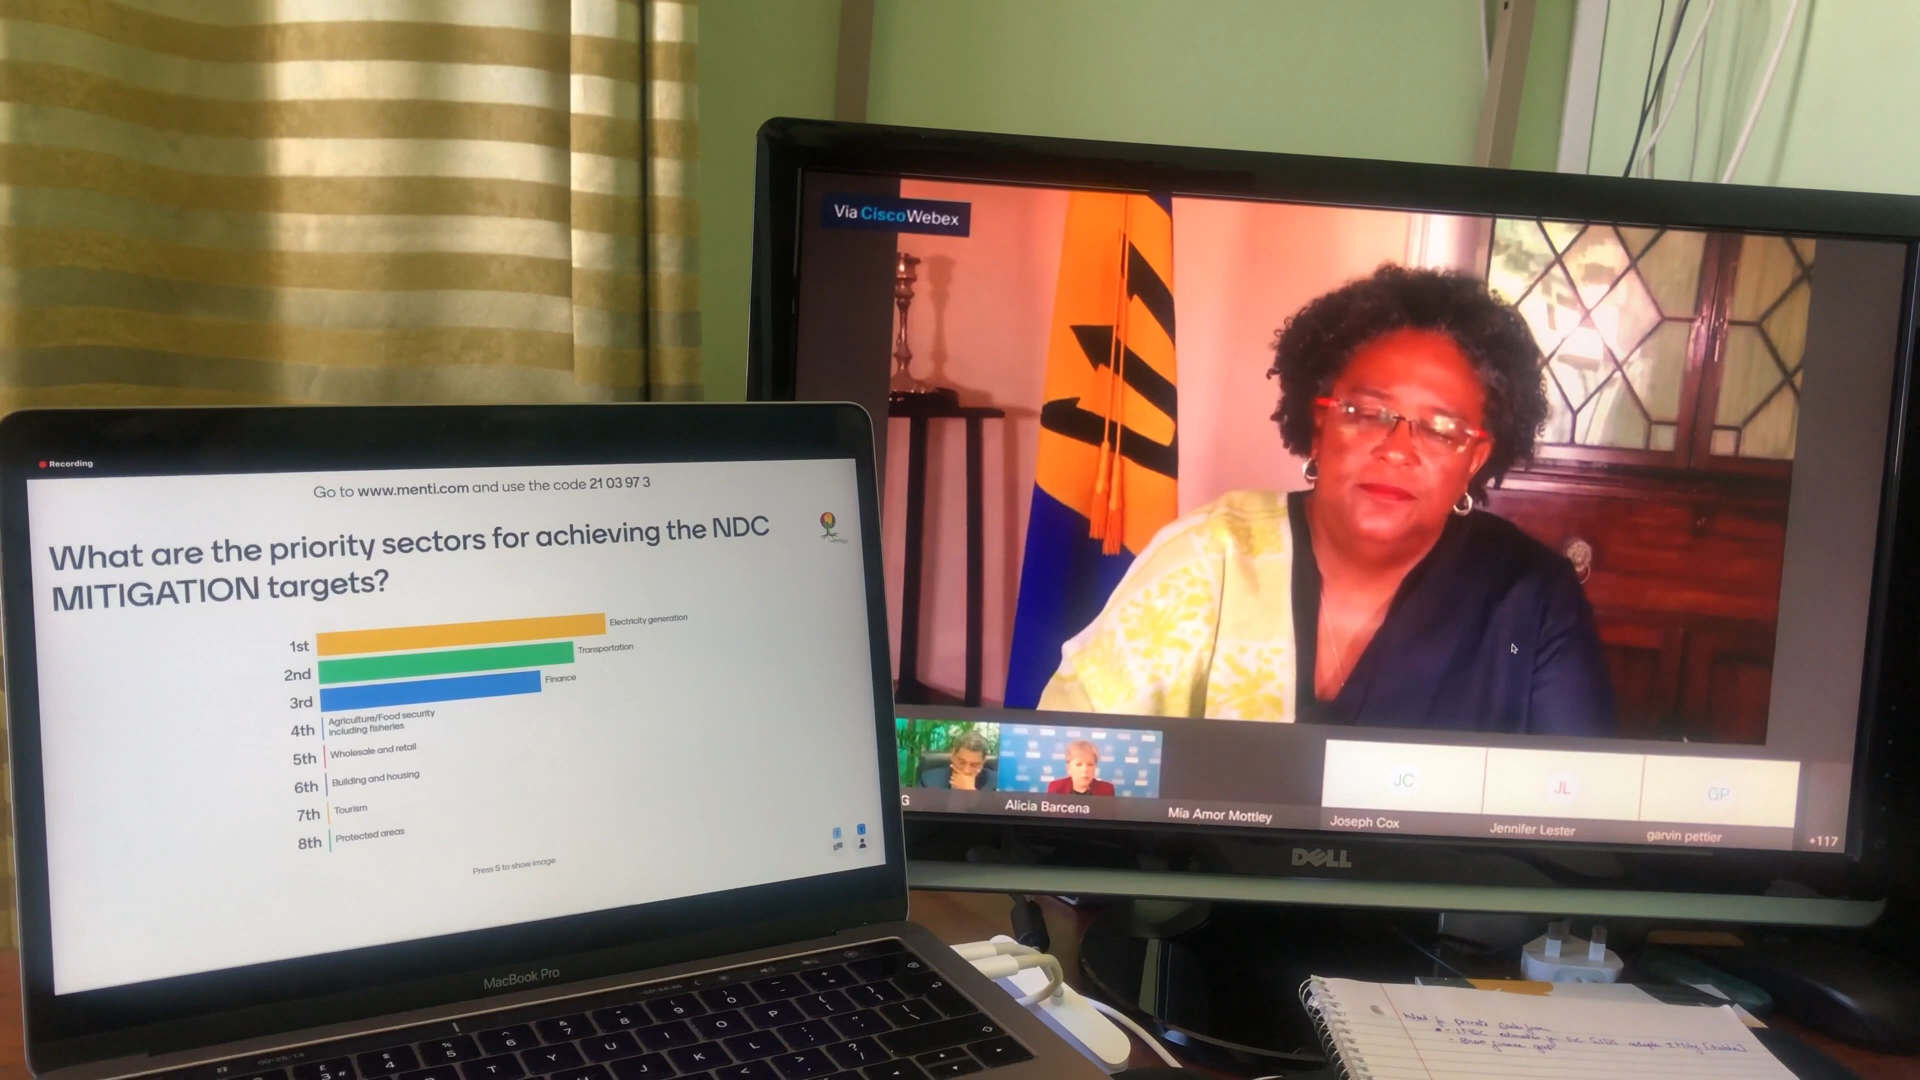 Recording
Go to www.menti.com and use the code 21 03 97 3
What are the priority sectors for achieving the NDC
MITIGATION targets?
1st Electricity generation
2nd Transportation
3rd Finance
4th Agriculture/Food security
including fisheries
5th Wholesale and retail
6th Building and housing
7th Tourism
8th Protected areas
Press S to show image
MacBook Pro
Via CiscoWebex
JC
JL
GP
G
Alicia Barcena
Mia Amor Mottley
Joseph Cox
Jennifer Lester
garvin pettier
+117
DELL